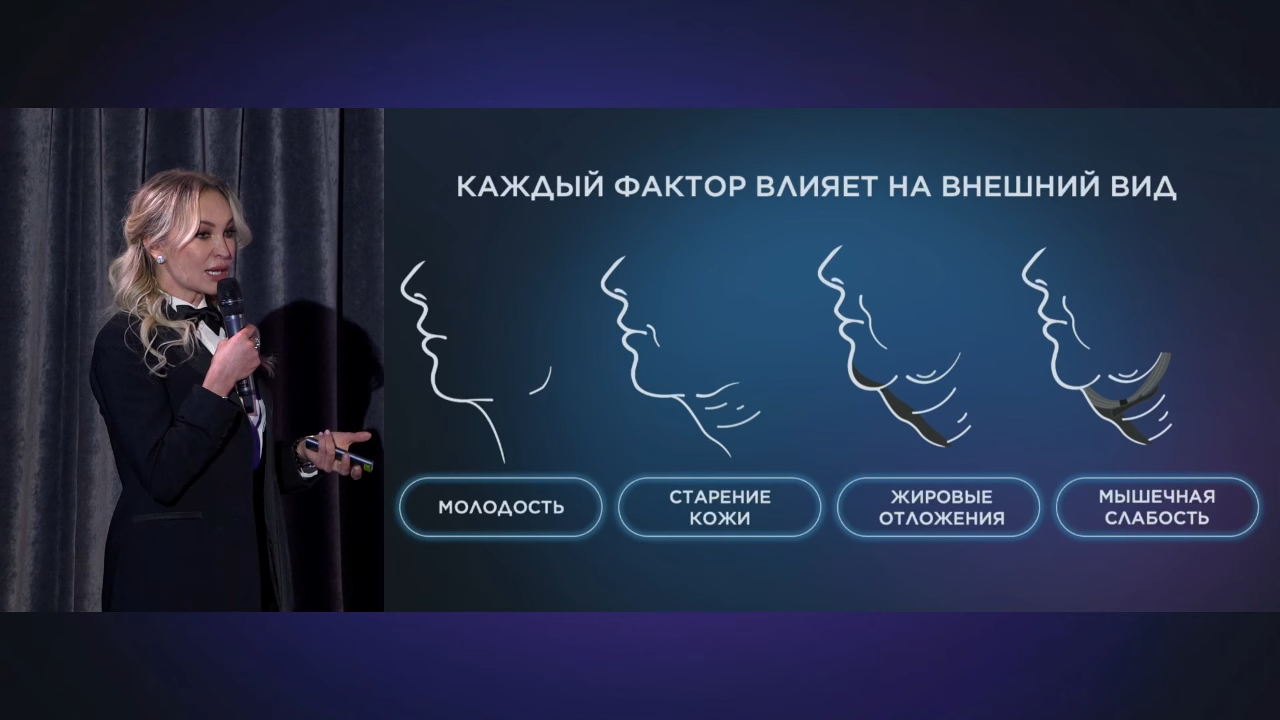 КАЖДЫЙ ФАКТОР ВЛИЯЕТ НА ВНЕШНИЙ ВИД
МОЛОДОСТЬ
СТАРЕНИЕ
КОЖИ
ЖИРОВЫЕ
ОТЛОЖЕНИЯ
МЫШЕЧНАЯ
СЛАБОСТЬ